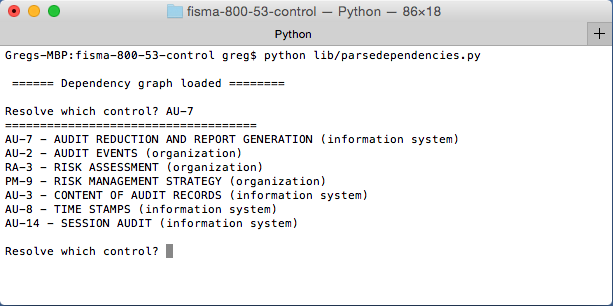 fisma-800-53-control — Python — 86×18
Python
+
Gregs-MBP:fisma-800-53-control greg$ python lib/parsedependencies.py
====== Dependency graph loaded ========
Resolve which control? AU-7
====================================
AU-7 - AUDIT REDUCTION AND REPORT GENERATION (information system)
AU-2 - AUDIT EVENTS (organization)
RA-3 - RISK ASSESSMENT (organization)
PM-9 - RISK MANAGEMENT STRATEGY (organization)
AU-3 - CONTENT OF AUDIT RECORDS (information system)
AU-8 - TIME STAMPS (information system)
AU-14 - SESSION AUDIT (information system)
Resolve which control?